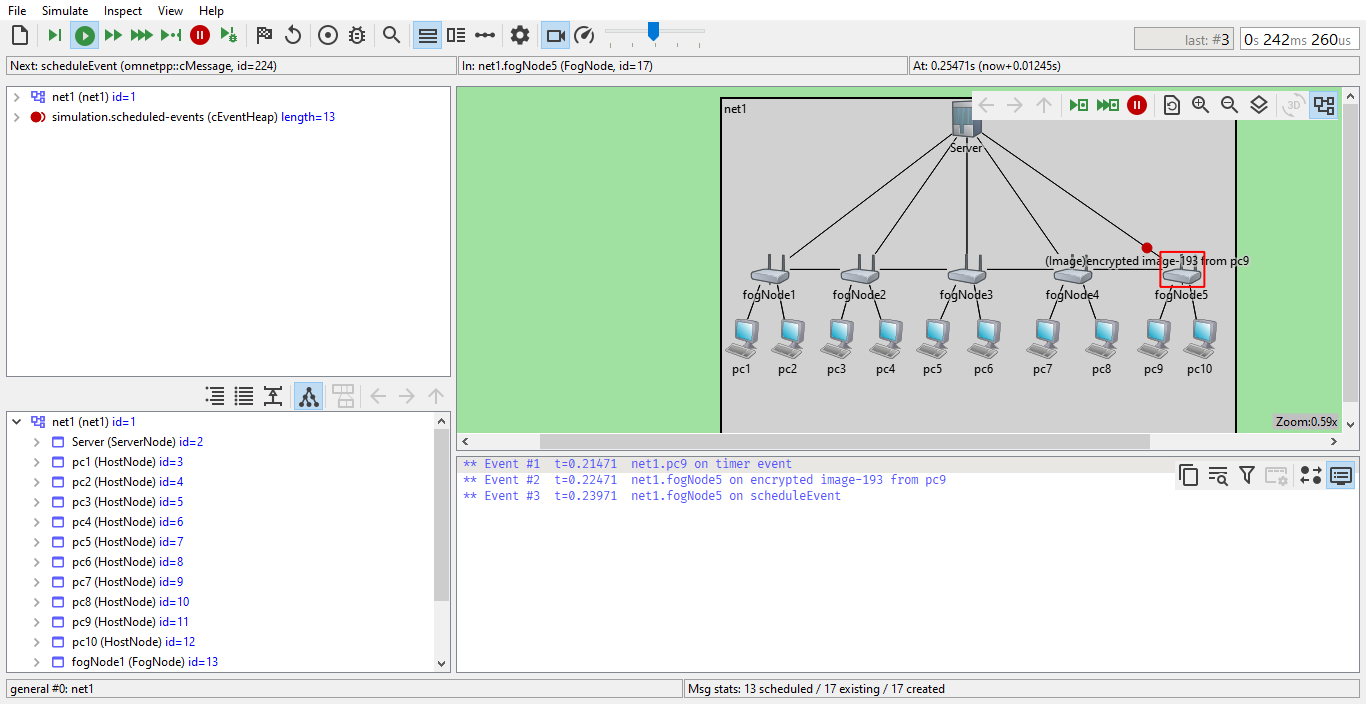 File Simulate Inspect View Help
last: #3 0s 242ms 260us
Next: scheduleEvent (omnetpp::cMessage, id=224) In: net1.fogNode5 (FogNode, id=17) At: 0.25471s (now+0.01245s)
net1 (net1) id=1
simulation.scheduled-events (cEventHeap) length=13
net1
3D
Server
(Image)encrypted image-193 from pc9
fogNode1 fogNode2 fogNode3 fogNode4 fogNode5
pc1 pc2 pc3 pc4 pc5 pc6 pc7 pc8 pc9 pc10
Zoom:0.59x
net1 (net1) id=1
Server (ServerNode) id=2
pc1 (HostNode) id=3
pc2 (HostNode) id=4
pc3 (HostNode) id=5
pc4 (HostNode) id=6
pc5 (HostNode) id=7
pc6 (HostNode) id=8
pc7 (HostNode) id=9
pc8 (HostNode) id=10
pc9 (HostNode) id=11
pc10 (HostNode) id=12
fogNode1 (FogNode) id=13
** Event #1 t=0.21471 net1.pc9 on timer event
** Event #2 t=0.22471 net1.fogNode5 on encrypted image-193 from pc9
** Event #3 t=0.23971 net1.fogNode5 on scheduleEvent
general #0: net1 Msg stats: 13 scheduled / 17 existing / 17 created